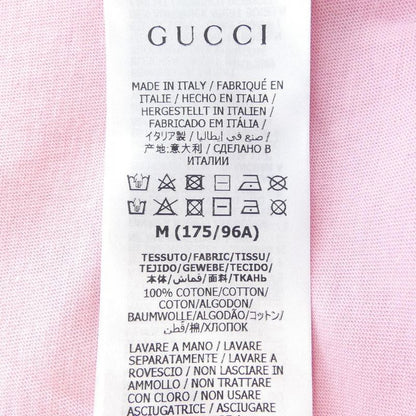 GUCCI
MADE IN ITALY / FABRIQUÉ EN
ITALIE / HECHO EN ITALIA /
HERGESTELLT IN ITALIEN /
FABRICADO EM ITÁLIA /
イタリア製 / صنع في إيطاليا /
产地:意大利 / СДЕЛАНО В
ИТАЛИИ
M (175/96A)
TESSUTO/FABRIC/TISSU/
TEJIDO/GEWEBE/TECIDO/
本体/قماش/面料/ТКАНЬ
100% COTONE/COTTON/
COTON/ALGODON/
BAUMWOLLE/ALGODÃO/コットン/
قطن/棉/ХЛОПОК
LAVARE A MANO / LAVARE
SEPARATAMENTE / LAVARE A
ROVESCIO / NON LASCIARE IN
AMMOLLO / NON TRATTARE
CON CLORO / NON USARE
ASCIUGATRICE / ASCIUGARE